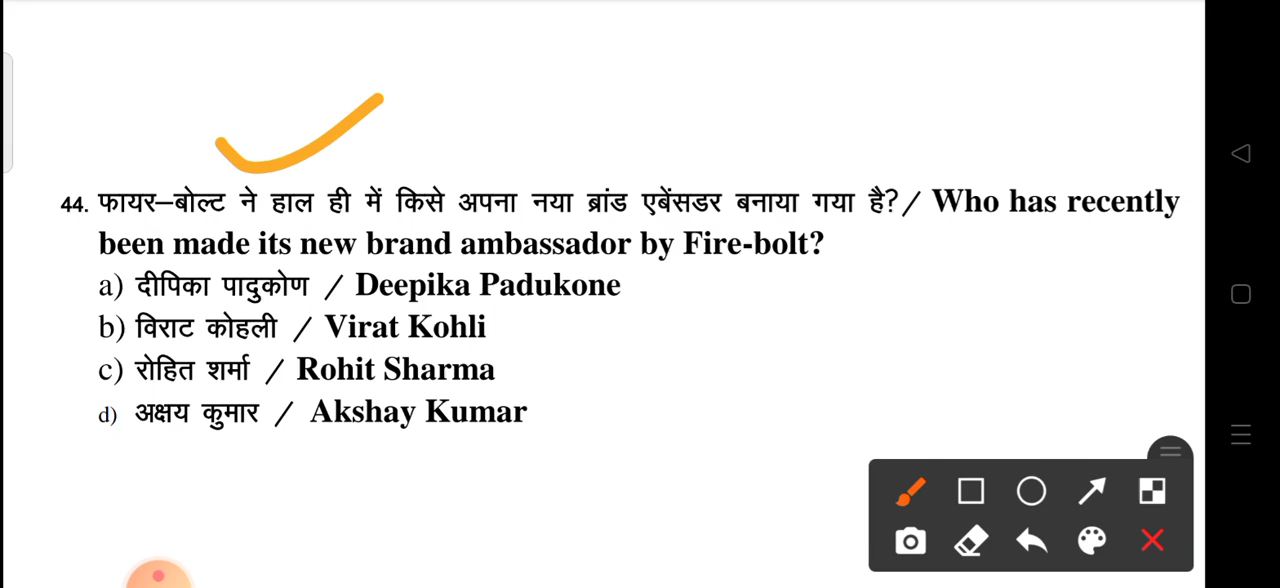 44. फायर–बोल्ट ने हाल ही में किसे अपना नया ब्रांड एबेंसडर बनाया गया है?/ Who has recently
been made its new brand ambassador by Fire-bolt?
a) दीपिका पादुकोण / Deepika Padukone
b) विराट कोहली / Virat Kohli
c) रोहित शर्मा / Rohit Sharma
d) अक्षय कुमार / Akshay Kumar